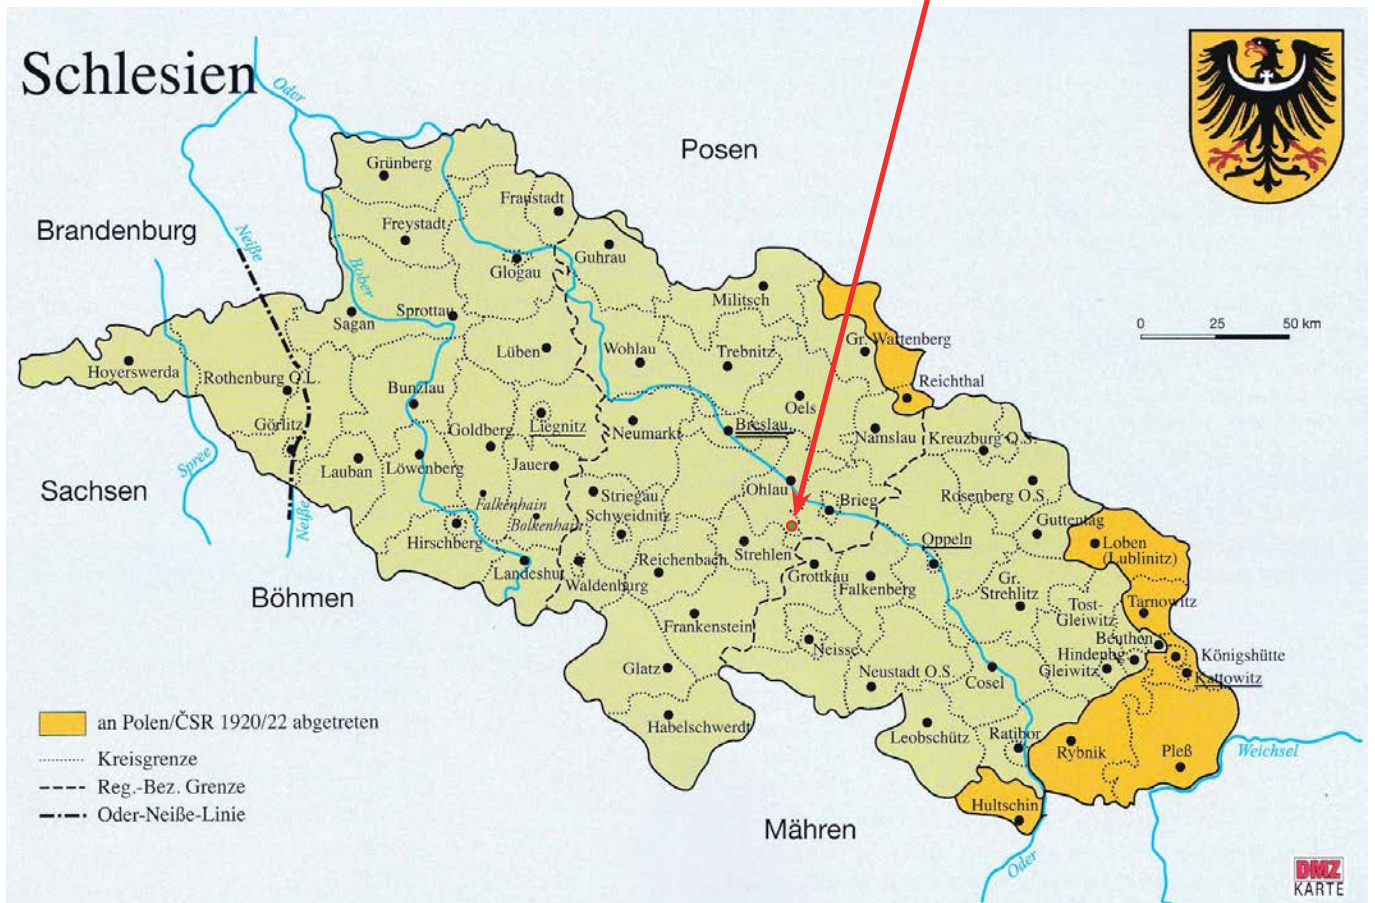 Schlesien
Oder
Posen
Grünberg
Fraustadt
Brandenburg
Neiße
Freystadt
Guhrau
Glogau
Bober
Militsch
Sprottau
Sagan
0 25 50 km
Gr. Wartenberg
Lüben
Wohlau
Trebnitz
Hoyerswerda
Rothenburg O.L.
Reichthal
Bunzlau
Oels
Görlitz
Goldberg
Liegnitz
Neumarkt
Breslau
Namslau
Kreuzburg O.S.
Spree
Lauban
Löwenberg
Jauer
Sachsen
Ohlau
Rosenberg O.S.
Striegau
Brieg
Falkenhain
Schweidnitz
Guttentag
Bolkenhain
Neiße
Hirschberg
Strehlen
Oppeln
Loben
(Lublinitz)
Reichenbach
Landeshut
Waldenburg
Grottkau
Falkenberg
Gr.
Strehlitz
Böhmen
Tost-
Gleiwitz
Tarnowitz
Frankenstein
Beuthen
Neisse
Hindenbg
Königshütte
Glatz
Neustadt O.S.
Cosel
Gleiwitz
Kattowitz
Habelschwerdt
Leobschütz
Ratibor
Rybnik
Pleß
Weichsel
an Polen/ČSR 1920/22 abgetreten
Kreisgrenze
Reg.-Bez. Grenze
Oder-Neiße-Linie
Hultschin
Mähren
Oder
DMZ
KARTE